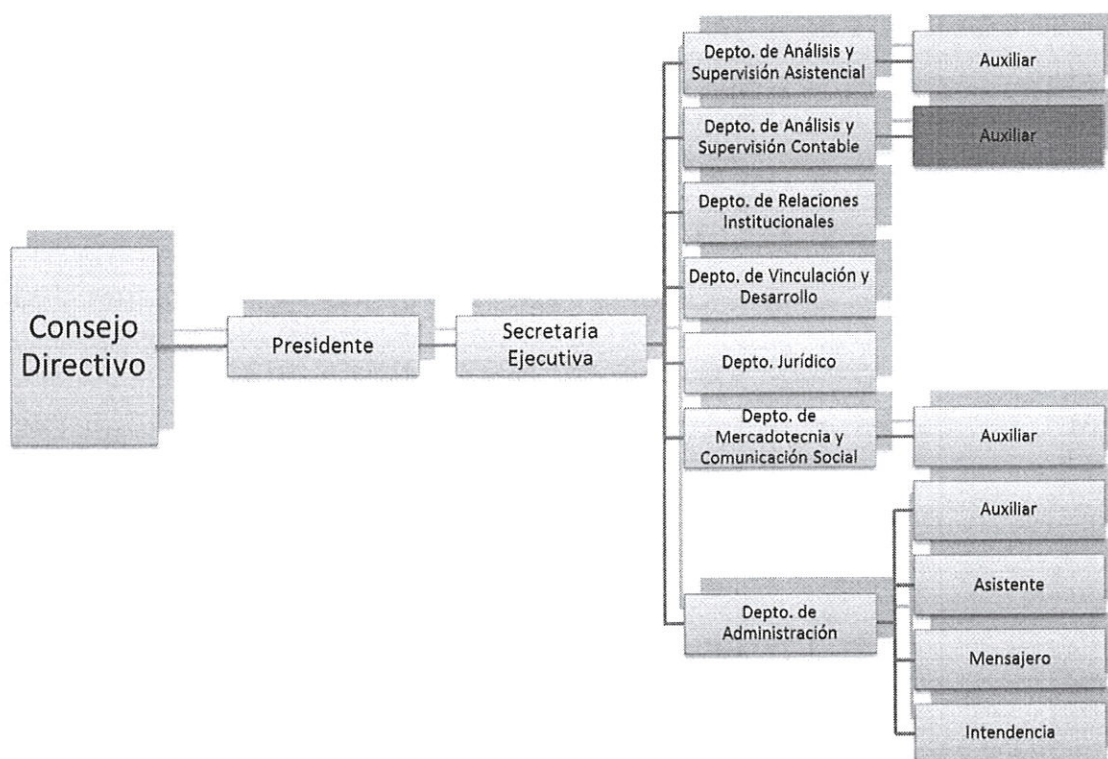 Consejo
Directivo
Presidente
Secretaria
Ejecutiva
Depto. de Análisis y
Supervisión Asistencial
Auxiliar
Depto. de Análisis y
Supervisión Contable
Auxiliar
Depto. de Relaciones
Institucionales
Depto. de Vinculación y
Desarrollo
Depto. Jurídico
Depto. de
Mercadotecnia y
Comunicación Social
Auxiliar
Depto. de
Administración
Auxiliar
Asistente
Mensajero
Intendencia